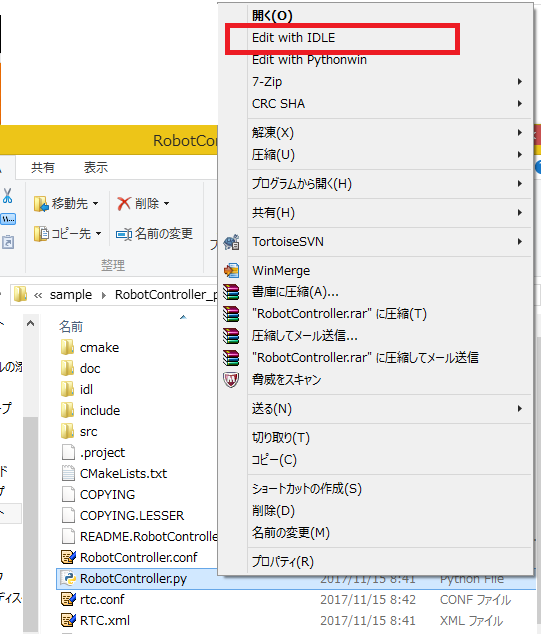 開く(O)
Edit with IDLE
Edit with Pythonwin
7-Zip
CRC SHA
解凍(X)
圧縮(U)
プログラムから開く(H)
共有(H)
TortoiseSVN
WinMerge
書庫に圧縮(A)...
"RobotController.rar" に圧縮(T)
圧縮してメール送信...
"RobotController.rar" に圧縮してメール送信
脅威をスキャン
送る(N)
切り取り(T)
コピー(C)
ショートカットの作成(S)
削除(D)
名前の変更(M)
プロパティ(R)
RobotCont
共有 表示
移動先 削除
コピー先 名前の変更
整理
« sample RobotController_p
名前
cmake
doc
idl
include
src
.project
CMakeLists.txt
COPYING
COPYING.LESSER
README.RobotControlle
RobotController.conf
RobotController.py 2017/11/15 8:41 Python File
rtc.conf 2017/11/15 8:42 CONF ファイル
RTC.xml 2017/11/15 8:41 XML ファイル